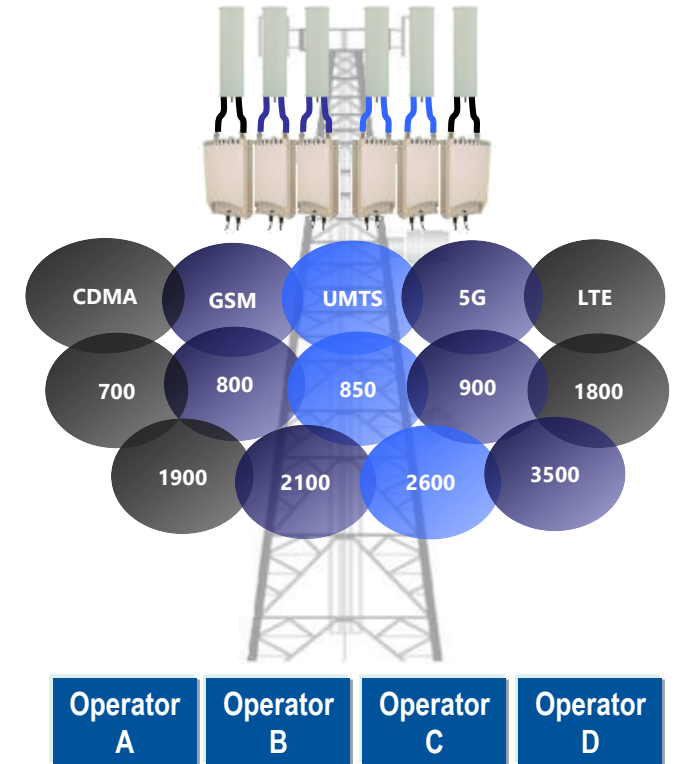 CDMA
GSM
UMTS
5G
LTE
700
800
850
900
1800
1900
2100
2600
3500
Operator
A
Operator
B
Operator
C
Operator
D